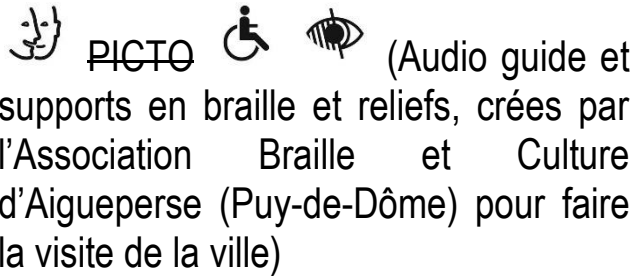 PICTO (Audio guide et
supports en braille et reliefs, crées par
l'Association Braille et Culture
d'Aigueperse (Puy-de-Dôme) pour faire
la visite de la ville)